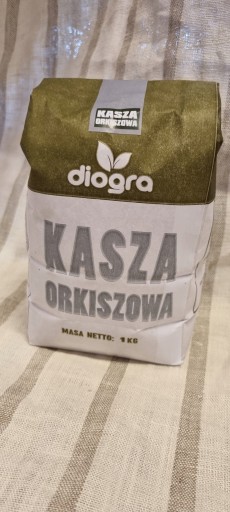 KASZA
ORKISZOWA
diogra
KASZA
ORKISZOWA
MASA NETTO: 1 KG